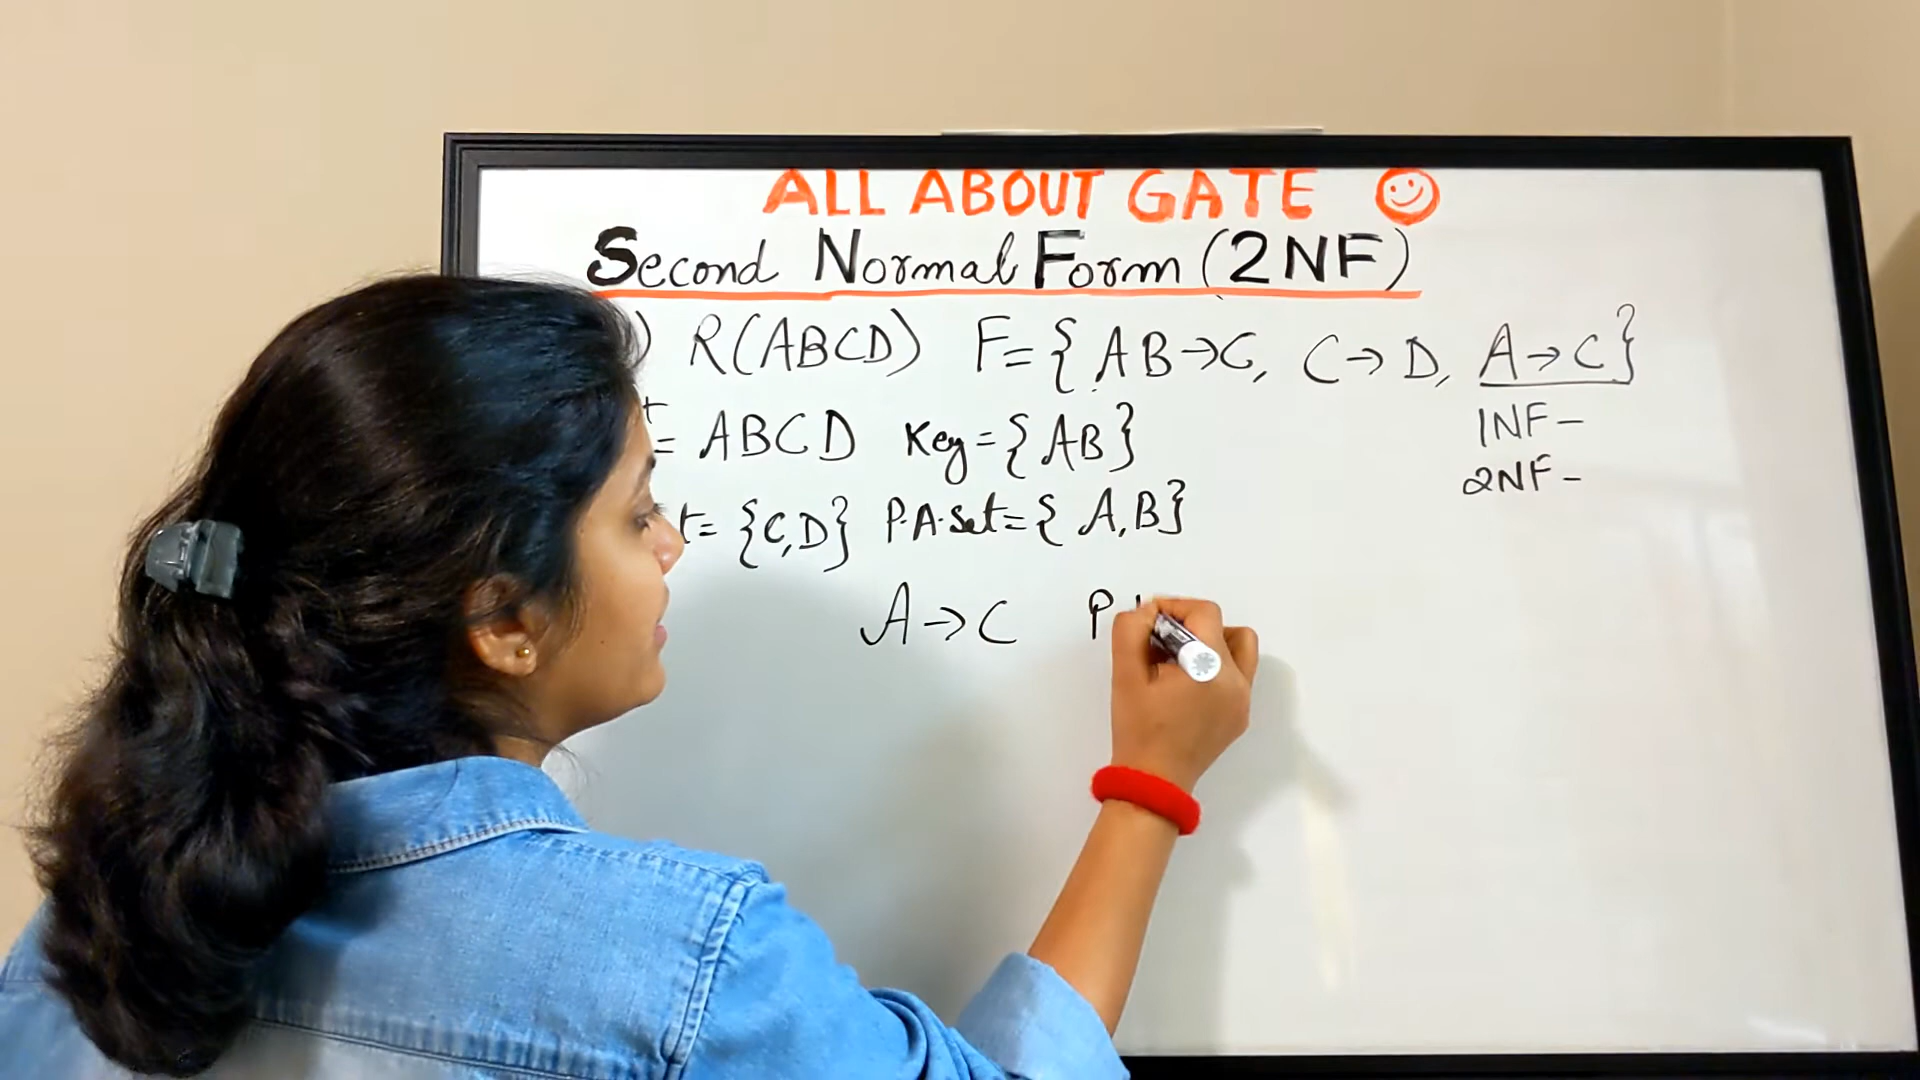 ALL ABOUT GATE
Second Normal Form (2NF)
) R(ABCD) F={AB→C, C→D, A→C}
+
= ABCD Key={AB}
1NF-
2NF-
t= {C,D} P.A.Set={A,B}
A→C P